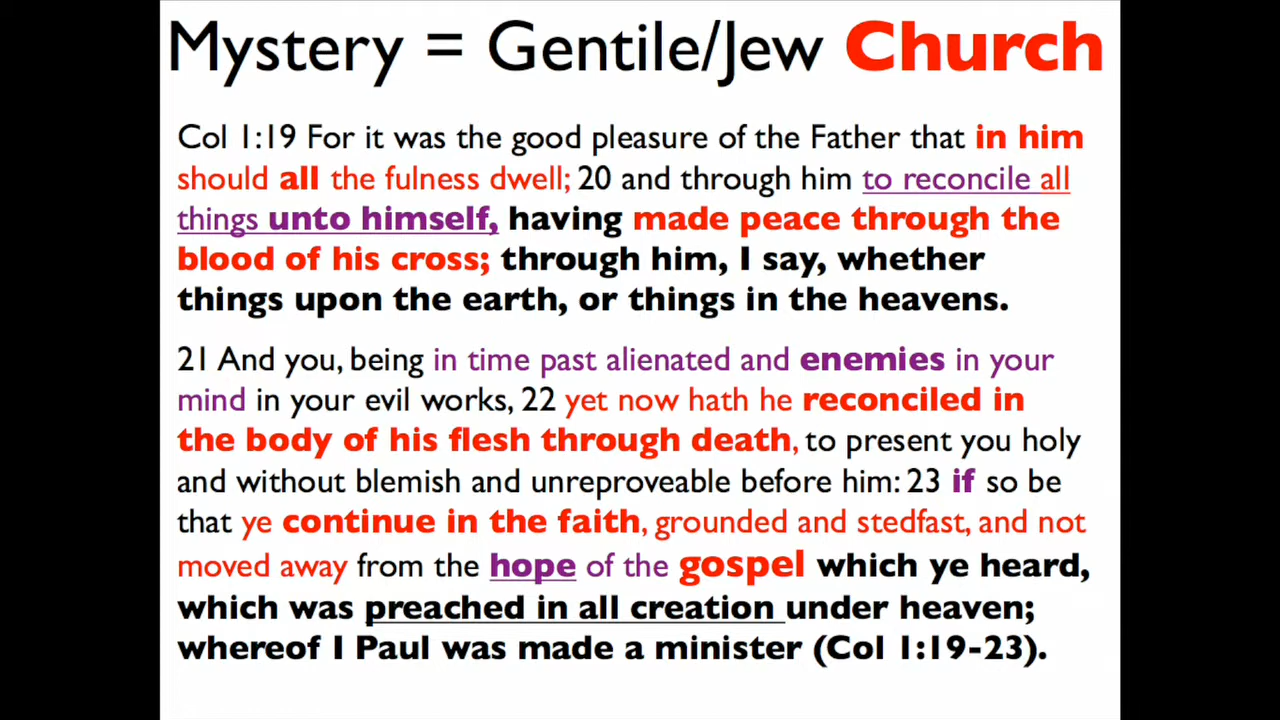 Mystery = Gentile/Jew Church
Col 1:19 For it was the good pleasure of the Father that in him
should all the fulness dwell; 20 and through him to reconcile all
things unto himself, having made peace through the
blood of his cross; through him, I say, whether
things upon the earth, or things in the heavens.
21 And you, being in time past alienated and enemies in your
mind in your evil works, 22 yet now hath he reconciled in
the body of his flesh through death, to present you holy
and without blemish and unreproveable before him: 23 if so be
that ye continue in the faith, grounded and stedfast, and not
moved away from the hope of the gospel which ye heard,
which was preached in all creation under heaven;
whereof I Paul was made a minister (Col 1:19-23).